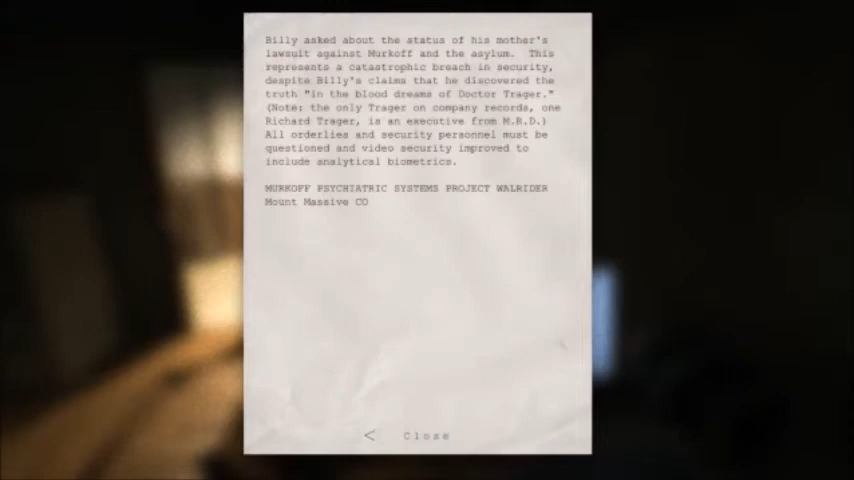 Billy asked about the status of his mother's
lawsuit against Murkoff and the asylum.  This
represents a catastrophic breach in security,
despite Billy's claims that he discovered the
truth "in the blood dreams of Doctor Trager."
(Note: the only Trager on company records, one
Richard Trager, is an executive from M.R.D.)
All orderlies and security personnel must be
questioned and video security improved to
include analytical biometrics.

MURKOFF PSYCHIATRIC SYSTEMS PROJECT WALRIDER
Mount Massive CO
< Close